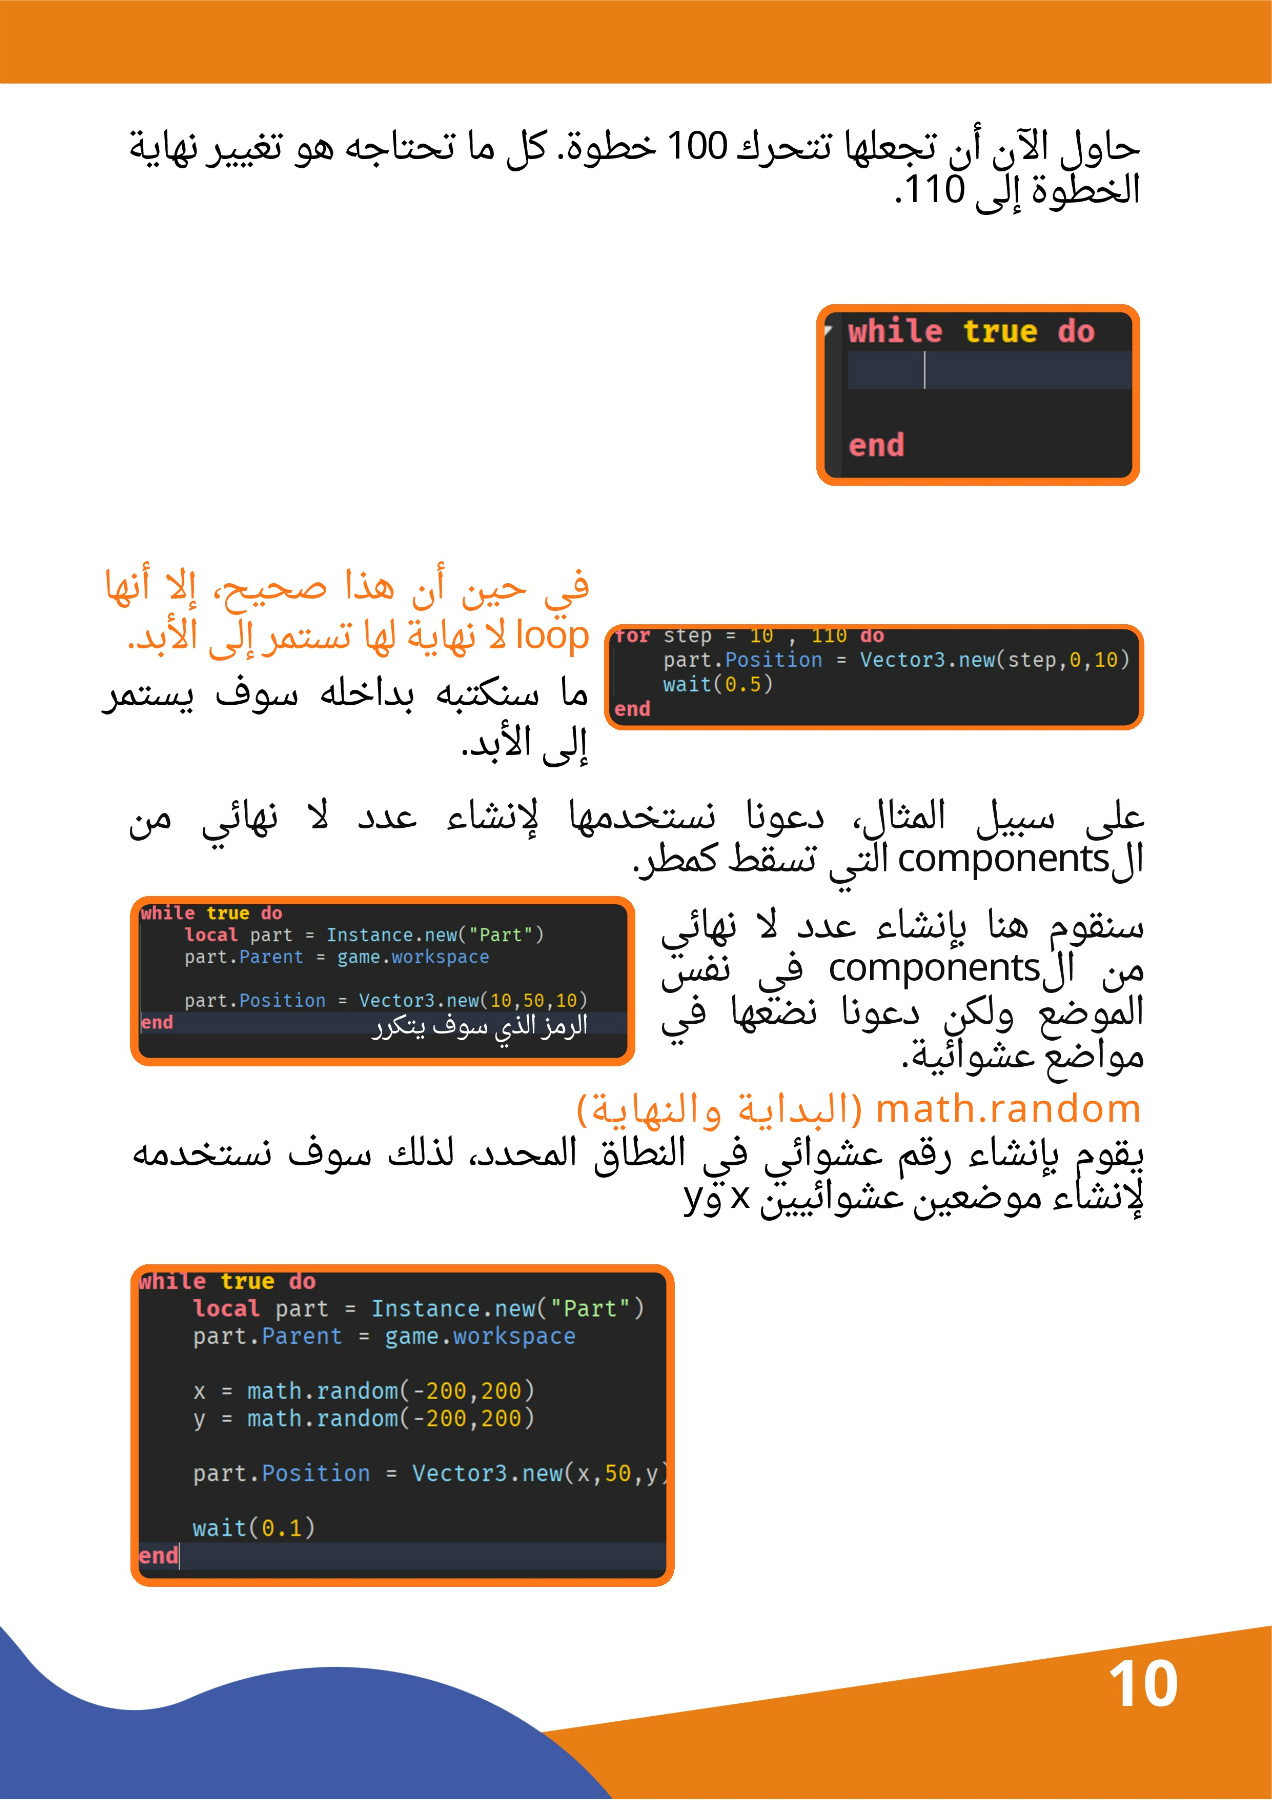 حاول الآن أن تجعلها تتحرك 100 خطوة. كل ما تحتاجه هو تغيير نهاية
الخطوة إلى 110.
while true do
end
في حين أن هذا صحيح، إلا أنها
loop لا نهاية لها تستمر إلى الأبد.
ما سنكتبه بداخله سوف يستمر
إلى الأبد.
for step = 10 , 110 do
part.Position = Vector3.new(step,0,10)
wait(0.5)
end
على سبيل المثال، دعونا نستخدمها لإنشاء عدد لا نهائي من
الcomponents التي تسقط كمطر.
سنقوم هنا بإنشاء عدد لا نهائي
من الcomponents في نفس
الموضع ولكن دعونا نضعها في
مواضع عشوائية.
while true do
local part = Instance.new("Part")
part.Parent = game.workspace
part.Position = Vector3.new(10,50,10)
end
الرمز الذي سوف يتكرر
math.random (البداية والنهاية)
يقوم بإنشاء رقم عشوائي في النطاق المحدد، لذلك سوف نستخدمه
لإنشاء موضعين عشوائيين x وy
while true do
local part = Instance.new("Part")
part.Parent = game.workspace
x = math.random(-200,200)
y = math.random(-200,200)
part.Position = Vector3.new(x,50,y)
wait(0.1)
end
10